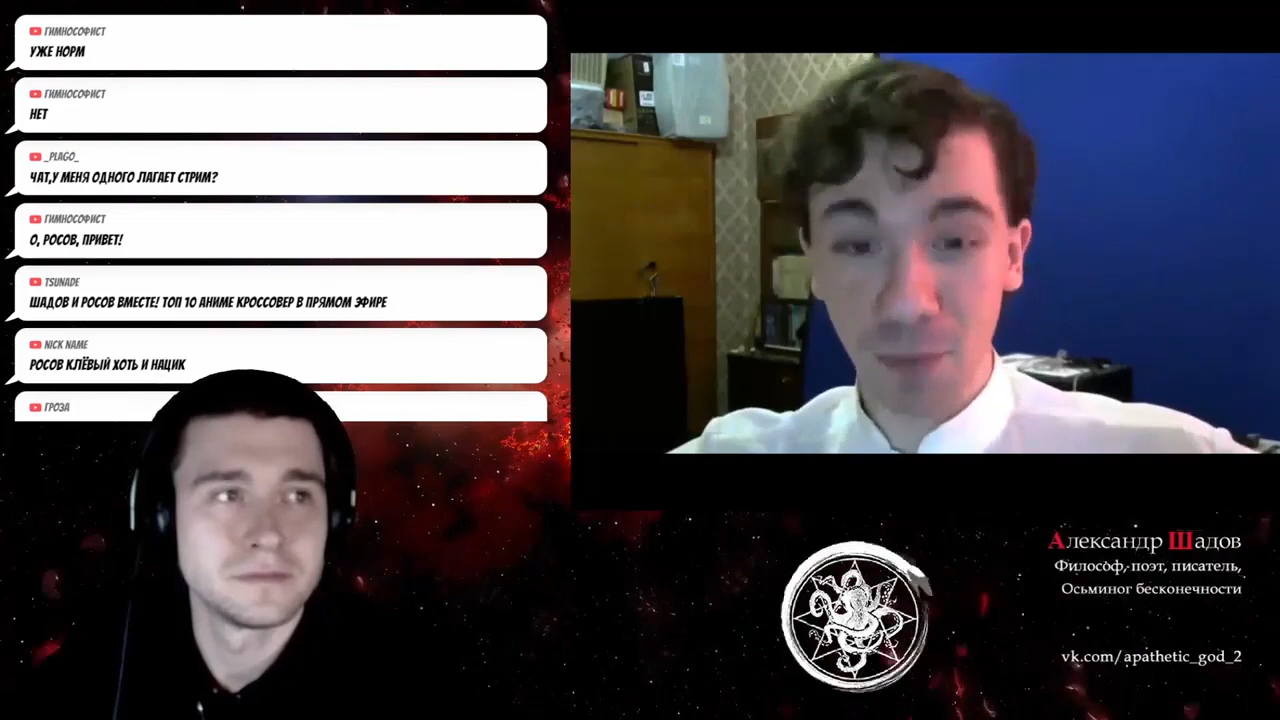 ГИМНОСОФИСТ
УЖЕ НОРМ
ГИМНОСОФИСТ
НЕТ
_PLAGO_
ЧАТ,У МЕНЯ ОДНОГО ЛАГАЕТ СТРИМ?
ГИМНОСОФИСТ
О, РОСОВ, ПРИВЕТ!
TSUNADE
ШАДОВ И РОСОВ ВМЕСТЕ! ТОП 10 АНИМЕ КРОССОВЕР В ПРЯМОМ ЭФИРЕ
NICK NAME
РОСОВ КЛЁВЫЙ ХОТЬ И НАЦИК
ГРОЗА
Александр Шадов
Философ, поэт, писатель,
Осьминог бесконечности
vk.com/apathetic_god_2